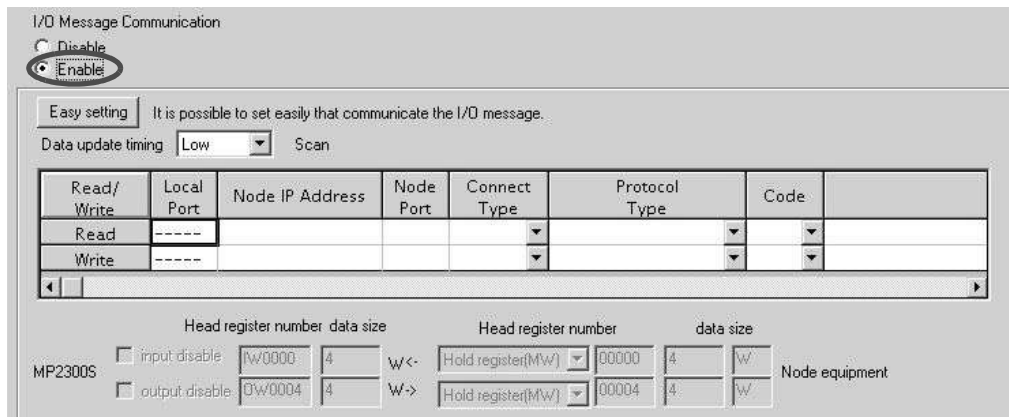 I/O Message Communication
Disable
Enable
Easy setting It is possible to set easily that communicate the I/O message.
Data update timing Low Scan
Read/ Write Local Port Node IP Address Node Port Connect Type Protocol Type Code
Read -----
Write -----
Head register number data size Head register number data size
input disable IW0000 4 W<- Hold register(MW) 00000 4 W
MP2300S Node equipment
output disable OW0004 4 W-> Hold register(MW) 00004 4 W